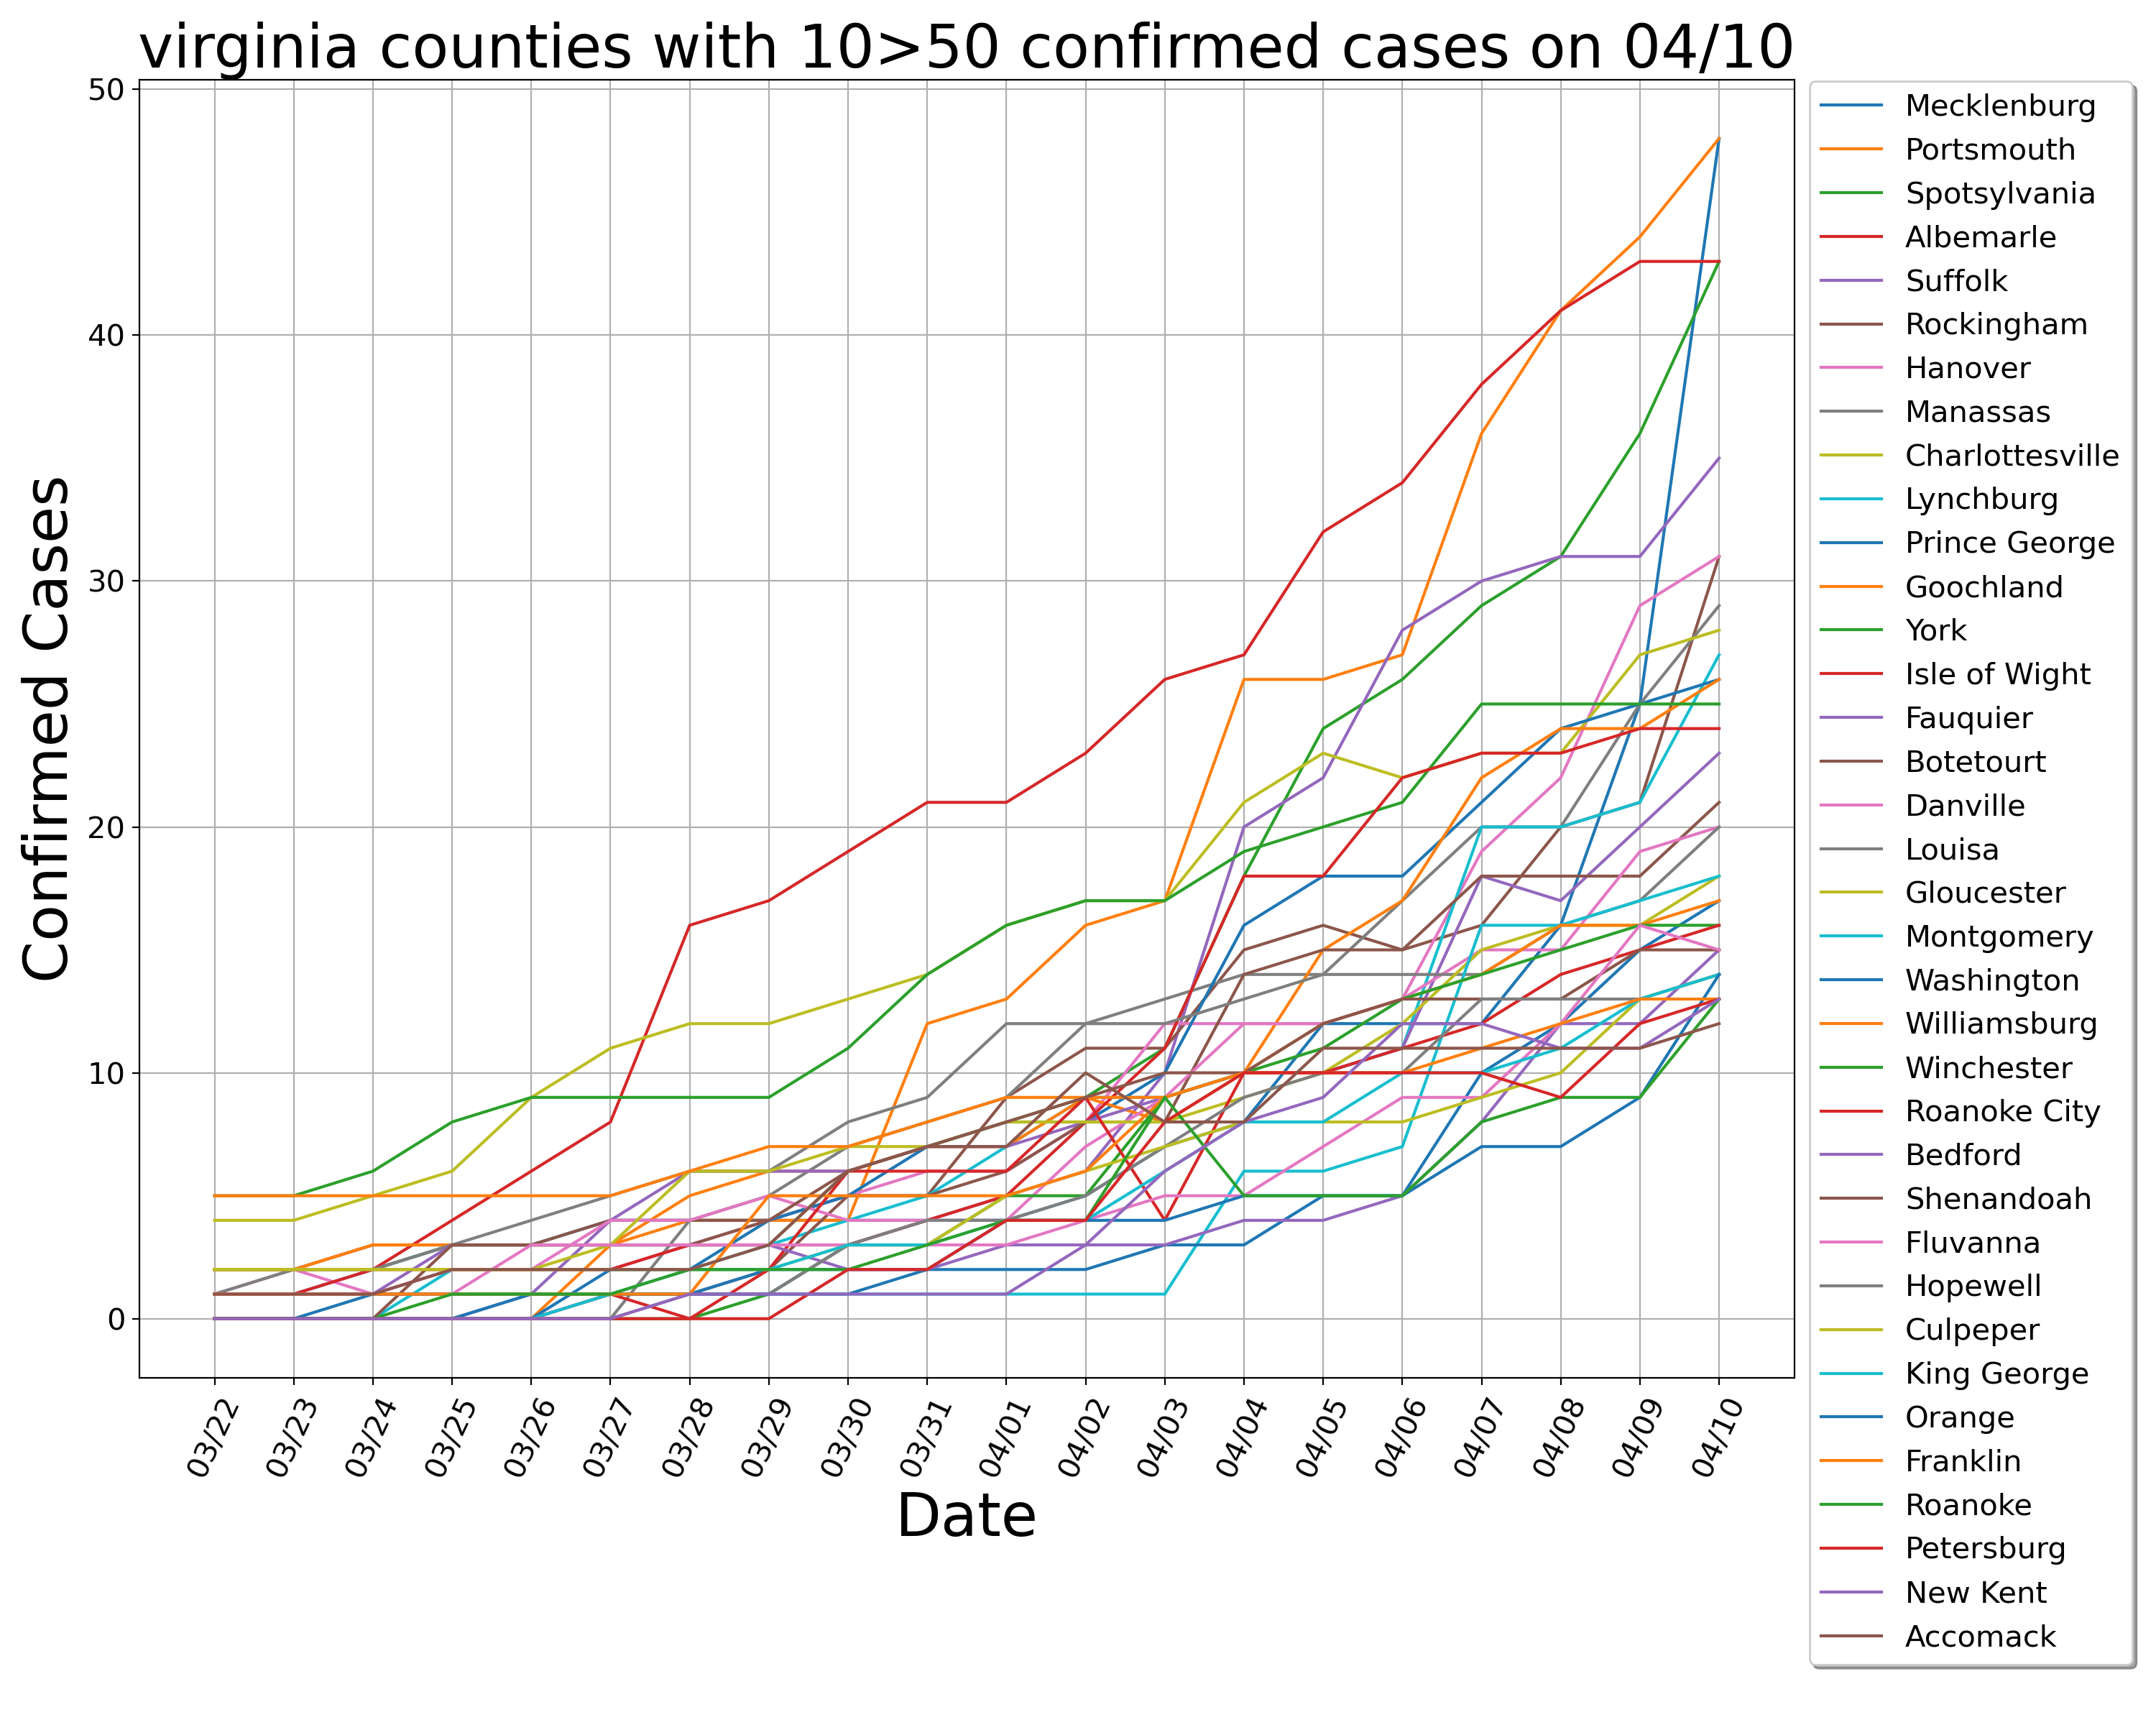 virginia counties with 10>50 confirmed cases on 04/10
50
40
30
20
10
0
Confirmed Cases
03/22
03/23
03/24
03/25
03/26
03/27
03/28
03/29
03/30
03/31
04/01
04/02
04/03
04/04
04/05
04/06
04/07
04/08
04/09
04/10
Date
Mecklenburg
Portsmouth
Spotsylvania
Albemarle
Suffolk
Rockingham
Hanover
Manassas
Charlottesville
Lynchburg
Prince George
Goochland
York
Isle of Wight
Fauquier
Botetourt
Danville
Louisa
Gloucester
Montgomery
Washington
Williamsburg
Winchester
Roanoke City
Bedford
Shenandoah
Fluvanna
Hopewell
Culpeper
King George
Orange
Franklin
Roanoke
Petersburg
New Kent
Accomack